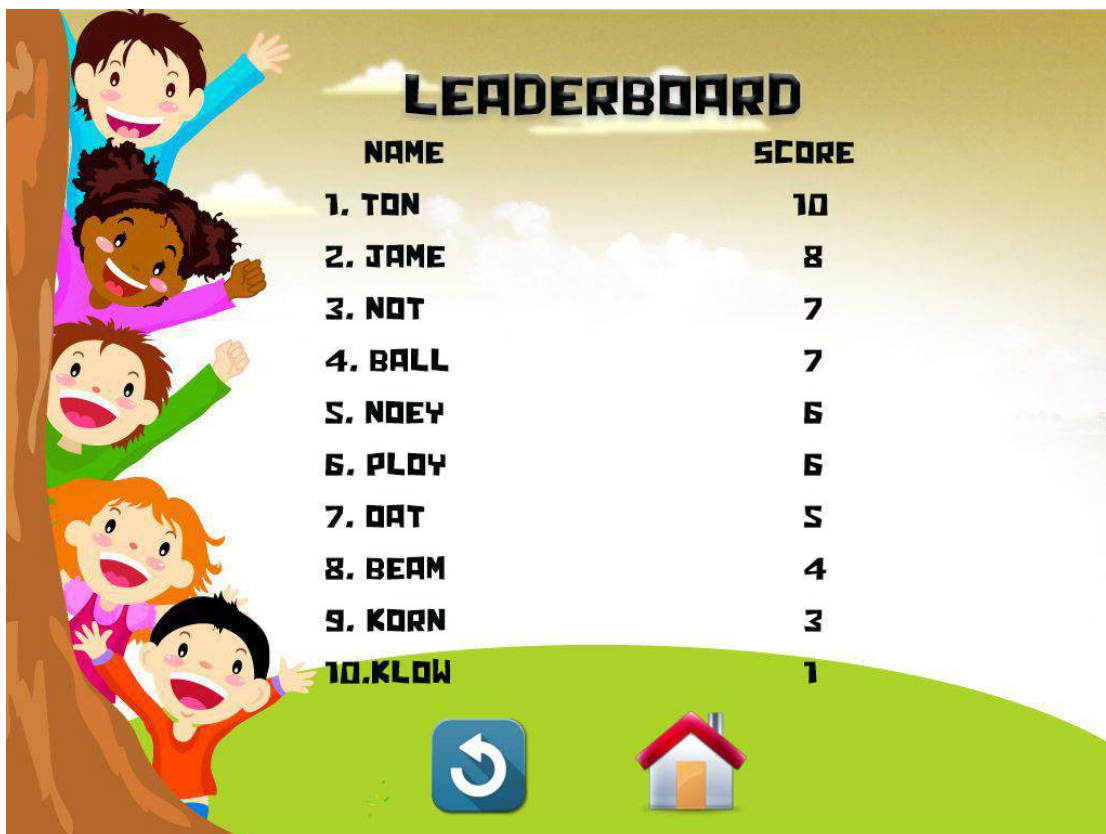 LEADERBOARD
NAME SCORE
1. TON 10
2. JAME 8
3. NOT 7
4. BALL 7
5. NOEY 6
6. PLOY 6
7. OAT 5
8. BEAM 4
9. KORN 3
10.KLOW 1